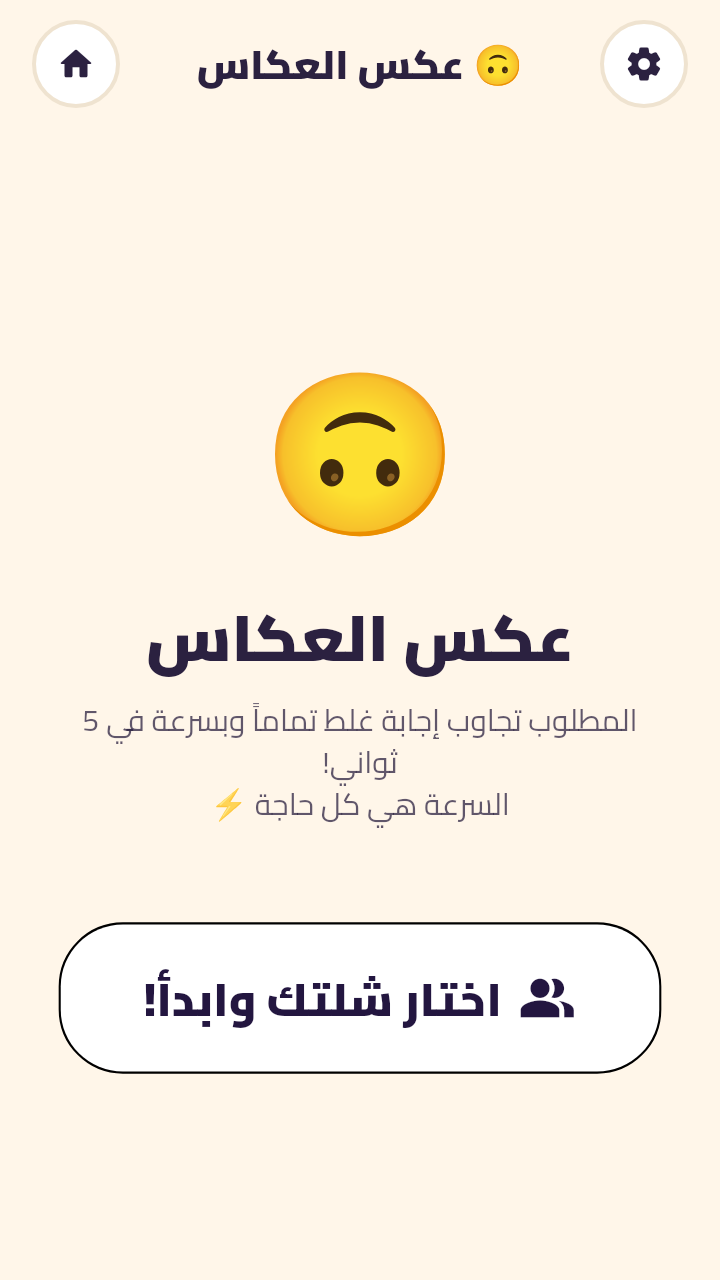 🙃 عكس العكاس
🙃
عكس العكاس
المطلوب تجاوب إجابة غلط تماماً وبسرعة في 5
ثواني!
السرعة هي كل حاجة ⚡
اختار شلتك وابدأ!